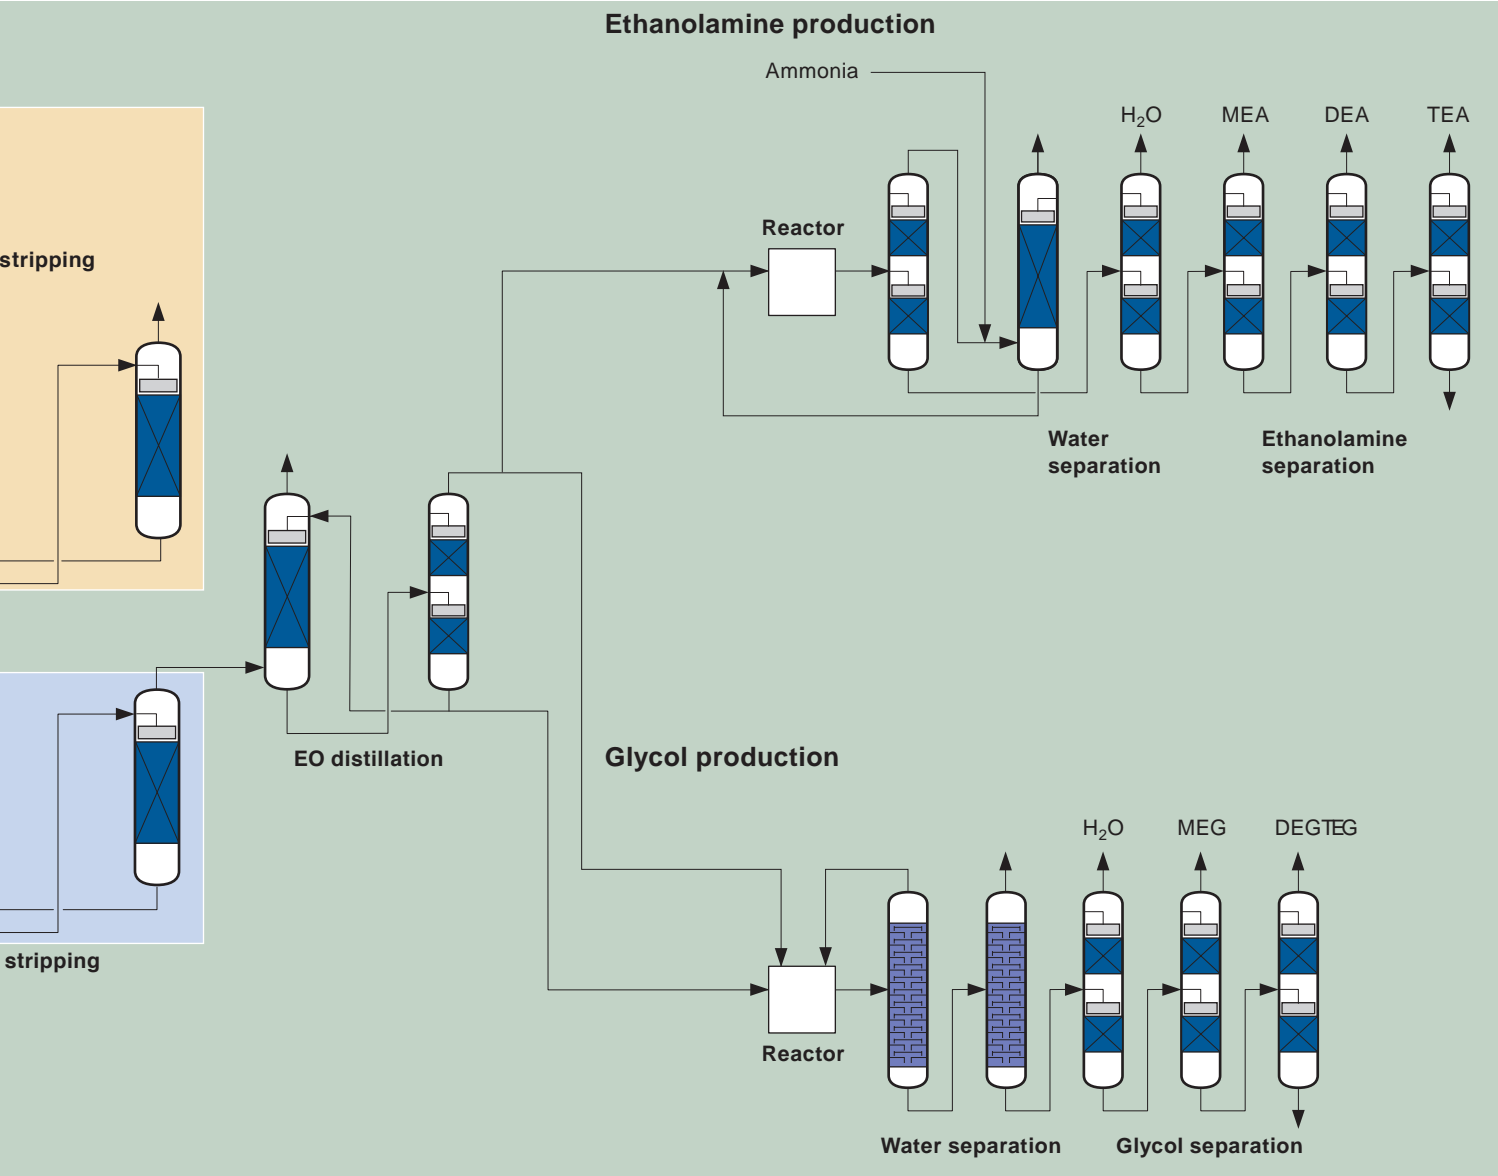 Ethanolamine production
Ammonia
H₂O MEA DEA TEA
Reactor
stripping
Water
separation
Ethanolamine
separation
EO distillation
Glycol production
H₂O MEG DEGTEG
stripping
Reactor
Water separation
Glycol separation